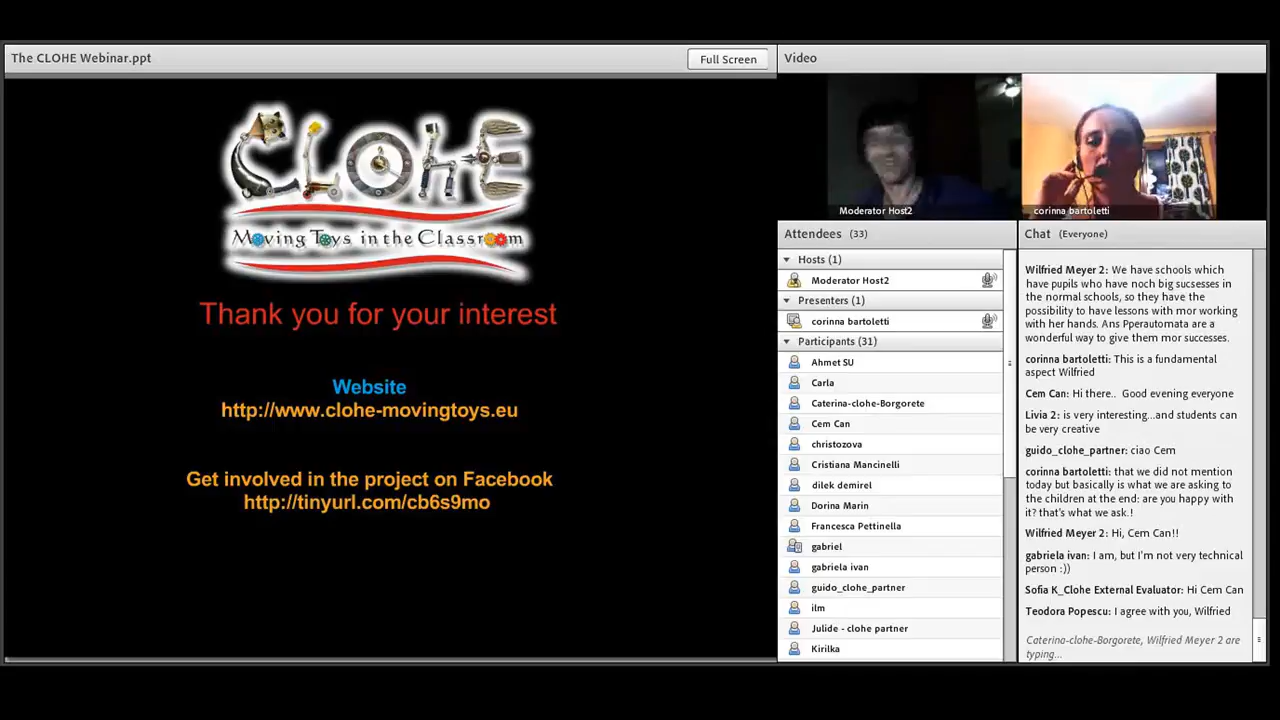 The CLOHE Webinar.ppt
Full Screen
CLOHE
Moving Toys in the Classroom
Thank you for your interest
Website
http://www.clohe-movingtoys.eu
Get involved in the project on Facebook
http://tinyurl.com/cb6s9mo
Video
Moderator Host2
corinna bartoletti
Attendees (33)
Hosts (1)
Moderator Host2
Presenters (1)
corinna bartoletti
Participants (31)
Ahmet SU
Carla
Caterina-clohe-Borgorete
Cem Can
christozova
Cristiana Mancinelli
dilek demirel
Dorina Marin
Francesca Pettinella
gabriel
gabriela ivan
guido_clohe_partner
ilm
Julide - clohe partner
Kirilka
Chat (Everyone)
Wilfried Meyer 2: We have schools which
have pupils who have noch big sucsesses in
the normal schools, so they have the
possibility to have lessons with mor working
with her hands. Ans Pperautomata are a
wonderful way to give them mor successes.
corinna bartoletti: This is a fundamental
aspect Wilfried
Cem Can: Hi there.. Good evening everyone
Livia 2: is very interesting...and students can
be very creative
guido_clohe_partner: ciao Cem
corinna bartoletti: that we did not mention
today but basically is what we are asking to
the children at the end: are you happy with
it? that's what we ask.!
Wilfried Meyer 2: Hi, Cem Can!!
gabriela ivan: I am, but I'm not very technical
person :))
Sofia K_Clohe External Evaluator: Hi Cem Can
Teodora Popescu: I agree with you, Wilfried
Caterina-clohe-Borgorete, Wilfried Meyer 2 are
typing...